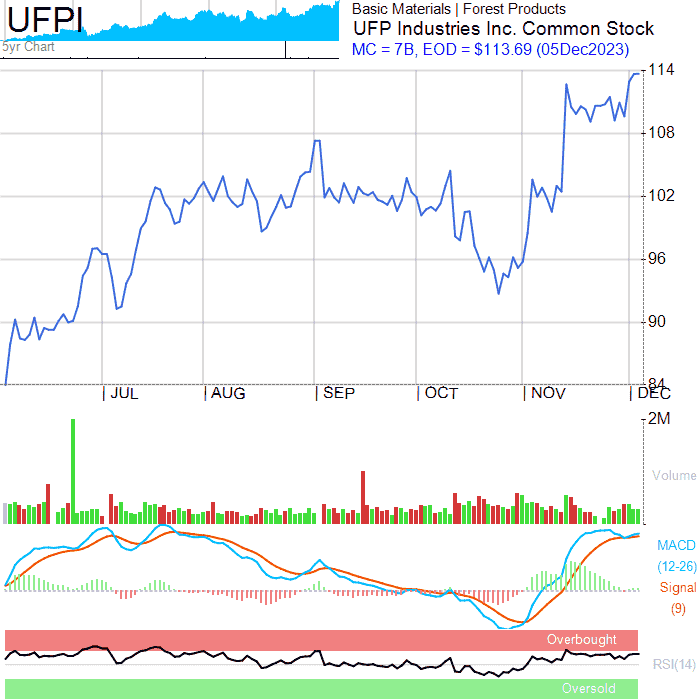 UFPI
5yr Chart
Basic Materials | Forest Products
UFP Industries Inc. Common Stock
MC = 7B, EOD = $113.69 (05Dec2023)
114
108
102
96
90
84
JUL AUG SEP OCT NOV DEC
2M
Volume
MACD
(12-26)
Signal
(9)
Overbought
RSI(14)
Oversold